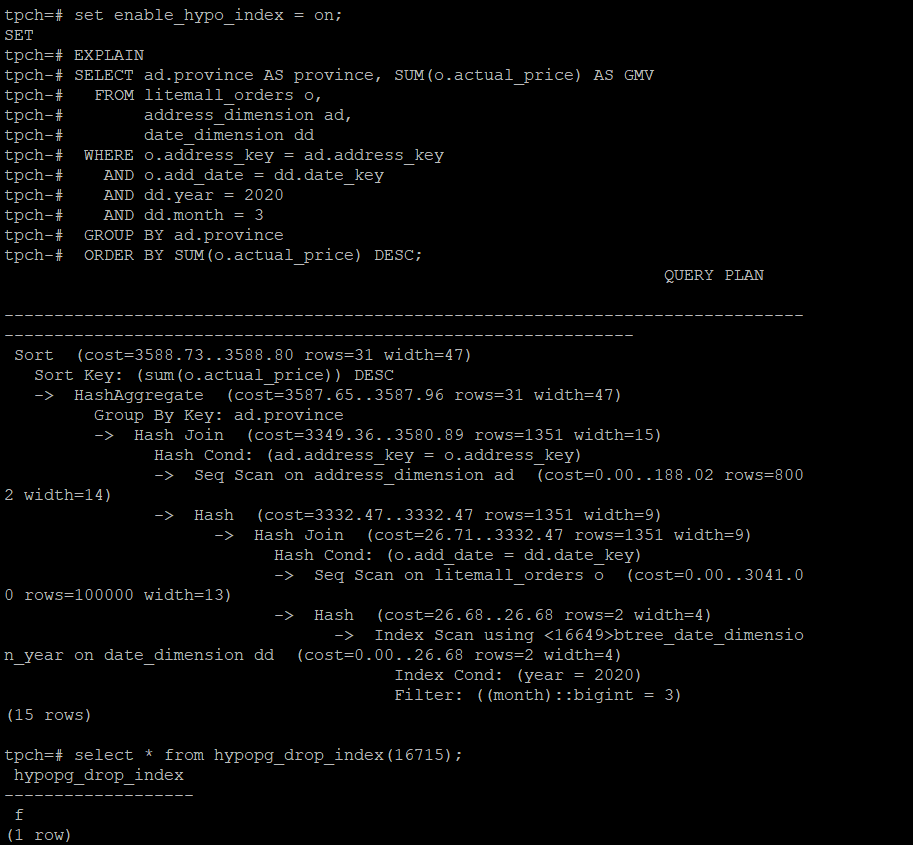 tpch=# set enable_hypo_index = on;
SET
tpch=# EXPLAIN
tpch-# SELECT ad.province AS province, SUM(o.actual_price) AS GMV
tpch-#   FROM litemall_orders o,
tpch-#        address_dimension ad,
tpch-#        date_dimension dd
tpch-#  WHERE o.address_key = ad.address_key
tpch-#    AND o.add_date = dd.date_key
tpch-#    AND dd.year = 2020
tpch-#    AND dd.month = 3
tpch-#  GROUP BY ad.province
tpch-#  ORDER BY SUM(o.actual_price) DESC;
                                                                  QUERY PLAN
--------------------------------------------------------------------------------
---------------------------------------------------------------
 Sort  (cost=3588.73..3588.80 rows=31 width=47)
   Sort Key: (sum(o.actual_price)) DESC
   ->  HashAggregate  (cost=3587.65..3587.96 rows=31 width=47)
         Group By Key: ad.province
         ->  Hash Join  (cost=3349.36..3580.89 rows=1351 width=15)
               Hash Cond: (ad.address_key = o.address_key)
               ->  Seq Scan on address_dimension ad  (cost=0.00..188.02 rows=800
2 width=14)
               ->  Hash  (cost=3332.47..3332.47 rows=1351 width=9)
                     ->  Hash Join  (cost=26.71..3332.47 rows=1351 width=9)
                           Hash Cond: (o.add_date = dd.date_key)
                           ->  Seq Scan on litemall_orders o  (cost=0.00..3041.0
0 rows=100000 width=13)
                           ->  Hash  (cost=26.68..26.68 rows=2 width=4)
                                 ->  Index Scan using <16649>btree_date_dimensio
n_year on date_dimension dd  (cost=0.00..26.68 rows=2 width=4)
                                       Index Cond: (year = 2020)
                                       Filter: ((month)::bigint = 3)
(15 rows)
tpch=# select * from hypopg_drop_index(16715);
 hypopg_drop_index
-------------------
 f
(1 row)